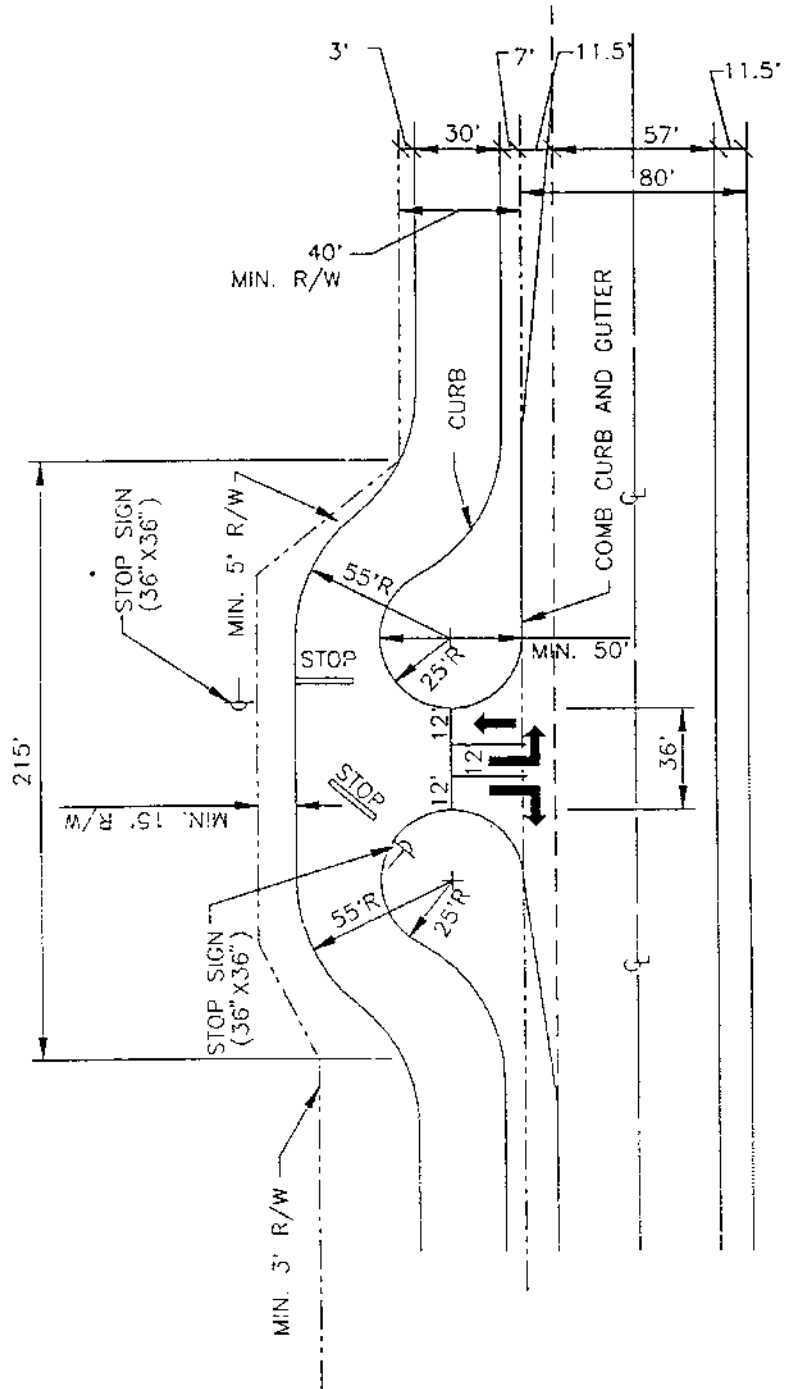 3'
7'
11.5'
11.5'
30'
57'
80'
40'
MIN. R/W
COMB CURB AND GUTTER
CURB
STOP SIGN
(36"X36")
MIN. 5' R/W
55'R
STOP
25'R
MIN. 50'
215'
12'
12
12'
36'
STOP
MIN. 15' R/W
55'R
25'R
STOP SIGN
(36"X36")
MIN. 3' R/W
CL
CL